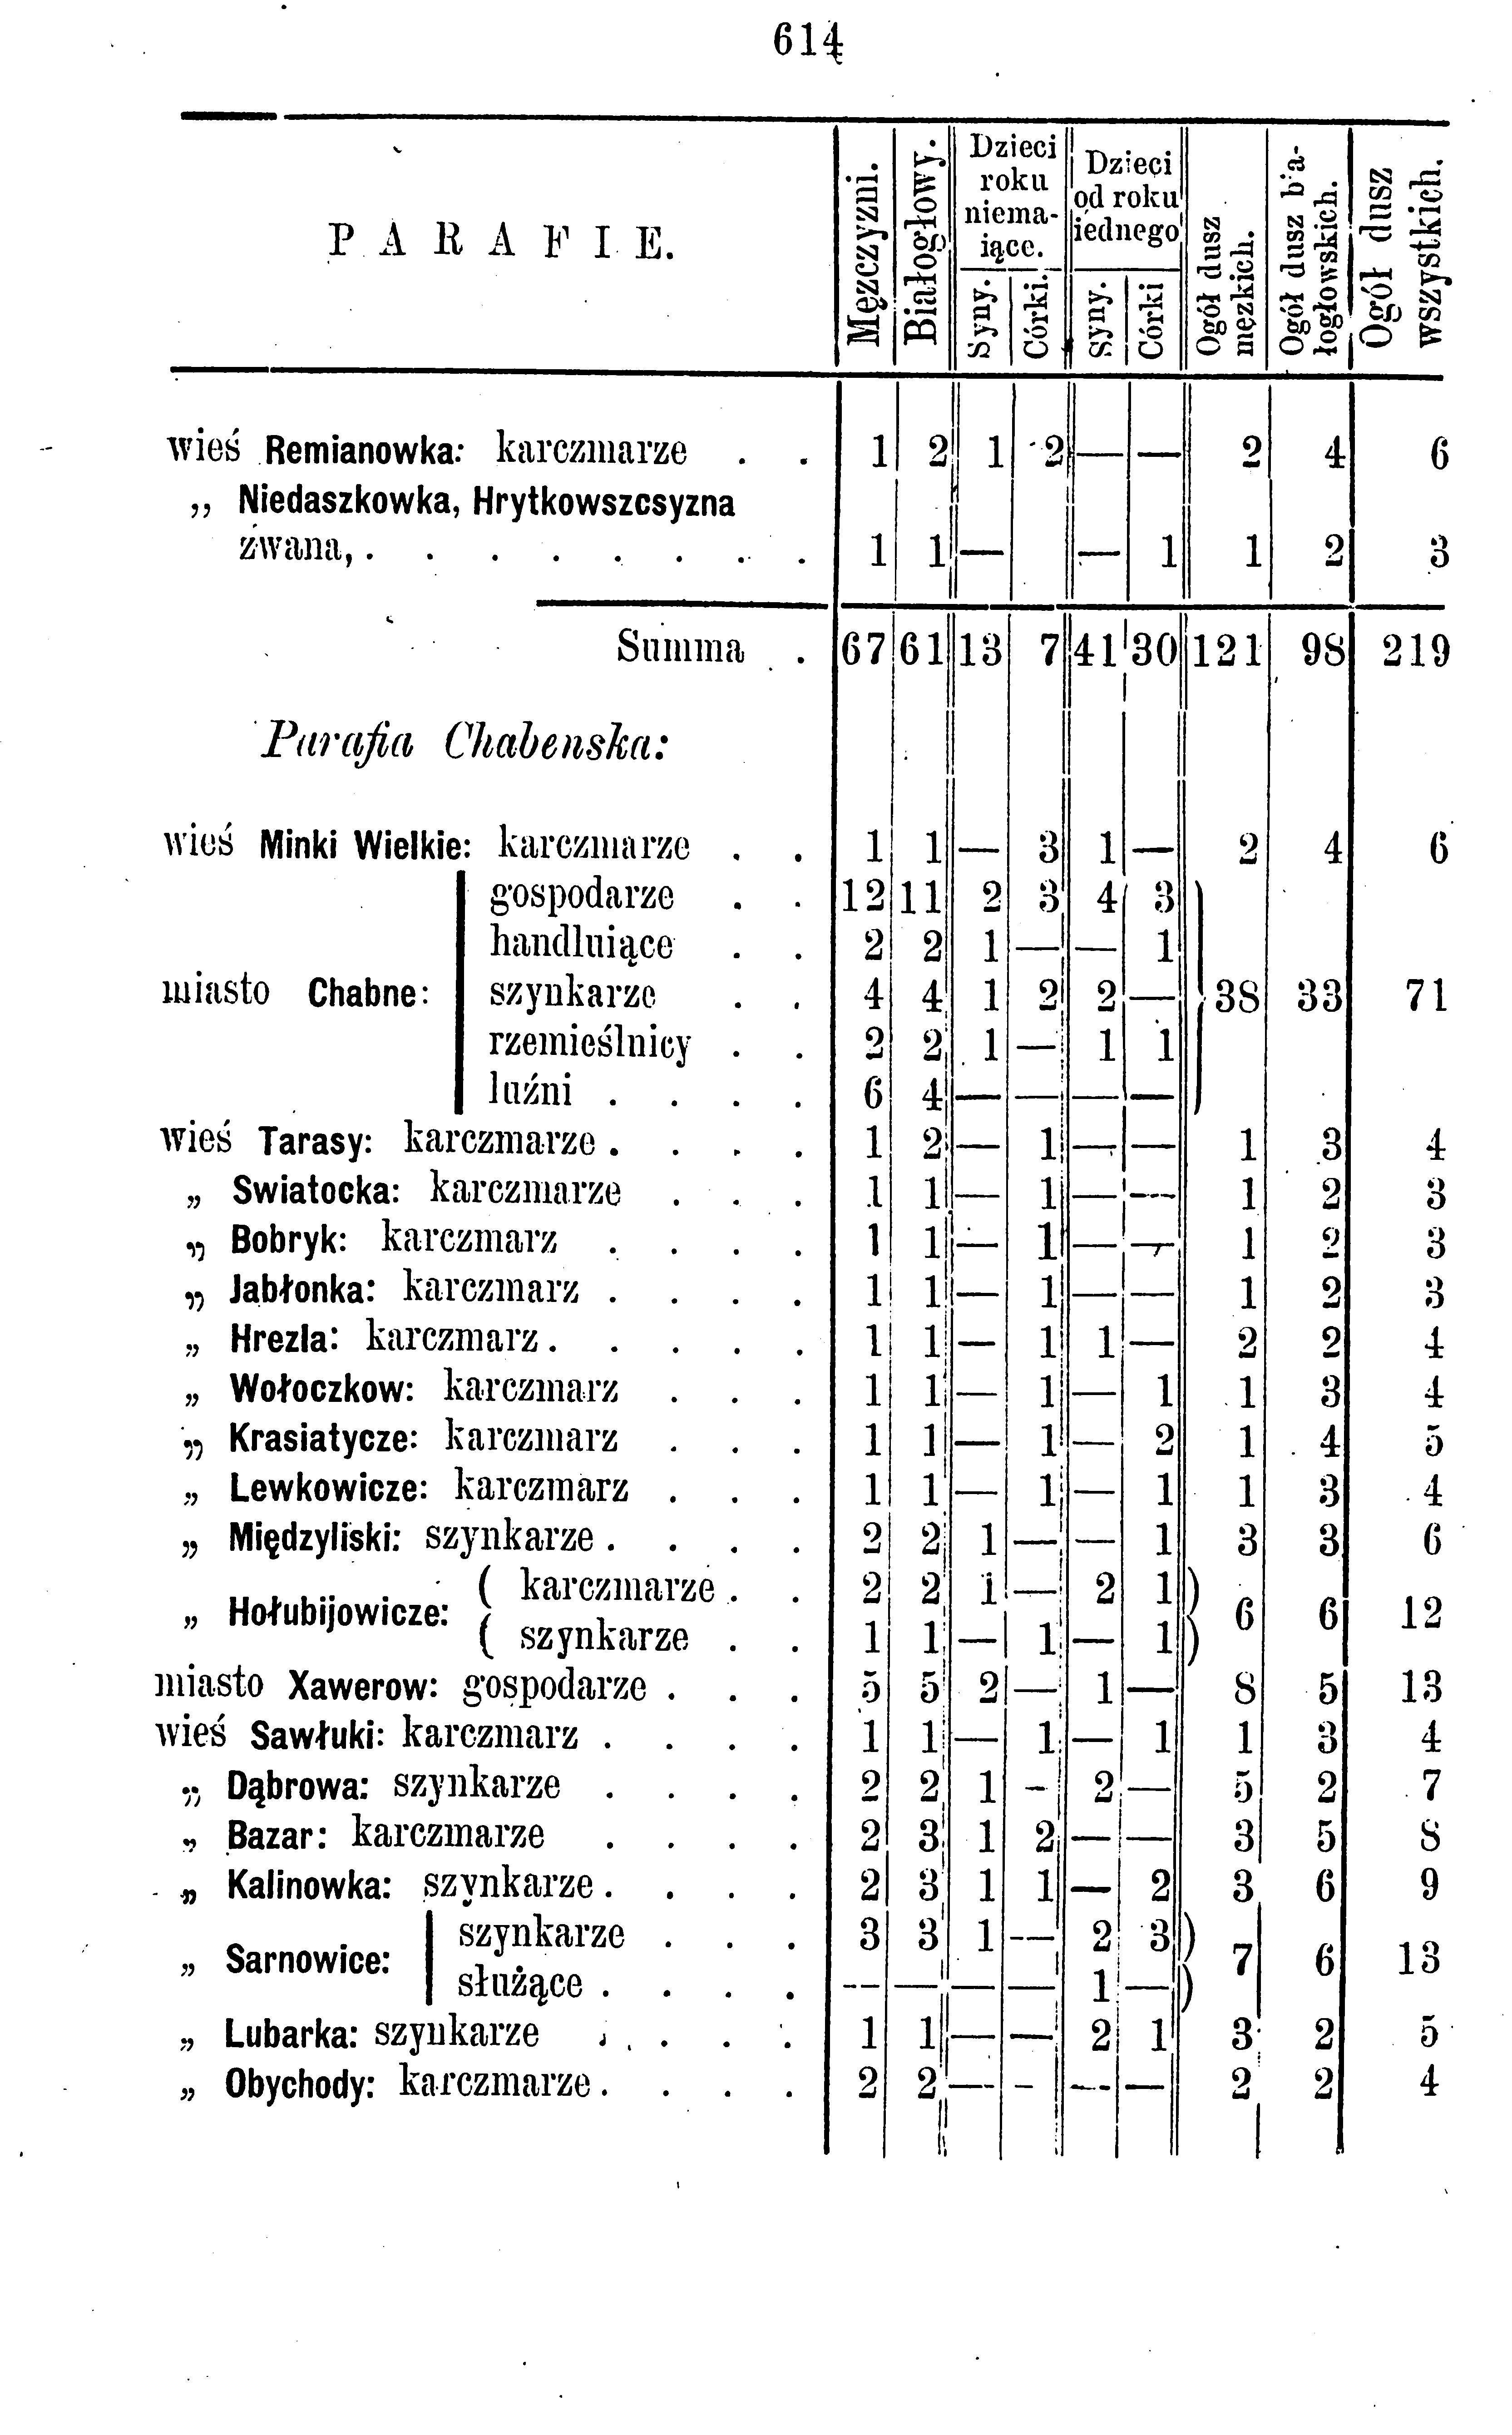 614
P A R A F I E.
Męzczyzni.
Białogłowy.
Dzieci
roku
niema-
iące.
Syny.
Córki.
Dzieci
od roku
iednego
Syny.
Córki
Ogół dusz
męzkich.
Ogół dusz bia-
łogłowskich.
Ogół dusz
wszystkich.
wieś Remianowka: karczmarze . . 1 2 1 2 — — 2 4 6
,, Niedaszkowka, Hrytkowszcsyzna
zwana, . . . . . . . . 1 1 — — 1 1 2 3
Summa . 67 61 13 7 41 30 121 98 219
Parafia Chabenska:
wieś Minki Wielkie: karczmarze . . 1 1 — 3 1 — 2 4 6
gospodarze . . 12 11 2 3 4 3
handluiące . . 2 2 1 — — 1
miasto Chabne: szynkarze . . 4 4 1 2 2 — 38 33 71
rzemieślnicy . . 2 2 1 — 1 1
luźni . . . . 6 4 — — — —
wieś Tarasy: karczmarze . . . . 1 2 — 1 — — 1 3 4
„ Swiatocka: karczmarze . . . 1 1 — 1 — — 1 2 3
„ Bobryk: karczmarz . . . . 1 1 — 1 — — 1 2 3
„ Jabłonka: karczmarz . . . . 1 1 — 1 — — 1 2 3
„ Hrezla: karczmarz . . . . . 1 1 — 1 1 — 2 2 4
„ Wołoczkow: karczmarz . . . 1 1 — 1 — 1 1 3 4
„ Krasiatycze: karczmarz . . . 1 1 — 1 — 2 1 4 5
„ Lewkowicze: karczmarz . . . 1 1 — 1 — 1 1 3 4
„ Międzyliski: szynkarze . . . . 2 2 1 — — 1 3 3 6
( karczmarze . . 2 2 1 — 2 1 )
„ Hołubijowicze: 6 6 12
( szynkarze . . 1 1 — 1 — 1 )
miasto Xawerow: gospodarze . . . 5 5 2 — 1 — 8 5 13
wieś Sawłuki: karczmarz . . . . 1 1 — 1 — 1 1 3 4
„ Dąbrowa: szynkarze . . . . 2 2 1 - 2 — 5 2 7
„ Bazar: karczmarze . . . . 2 3 1 2 — — 3 5 8
„ Kalinowka: szynkarze . . . . 2 3 1 1 — 2 3 6 9
szynkarze . . . 3 3 1 — 2 3 )
„ Sarnowice: 7 6 13
służące . . . . — — — — 1 — )
„ Lubarka: szynkarze . . . . . 1 1 — — 2 1 3 2 5
„ Obychody: karczmarze . . . . 2 2 — - — — 2 2 4